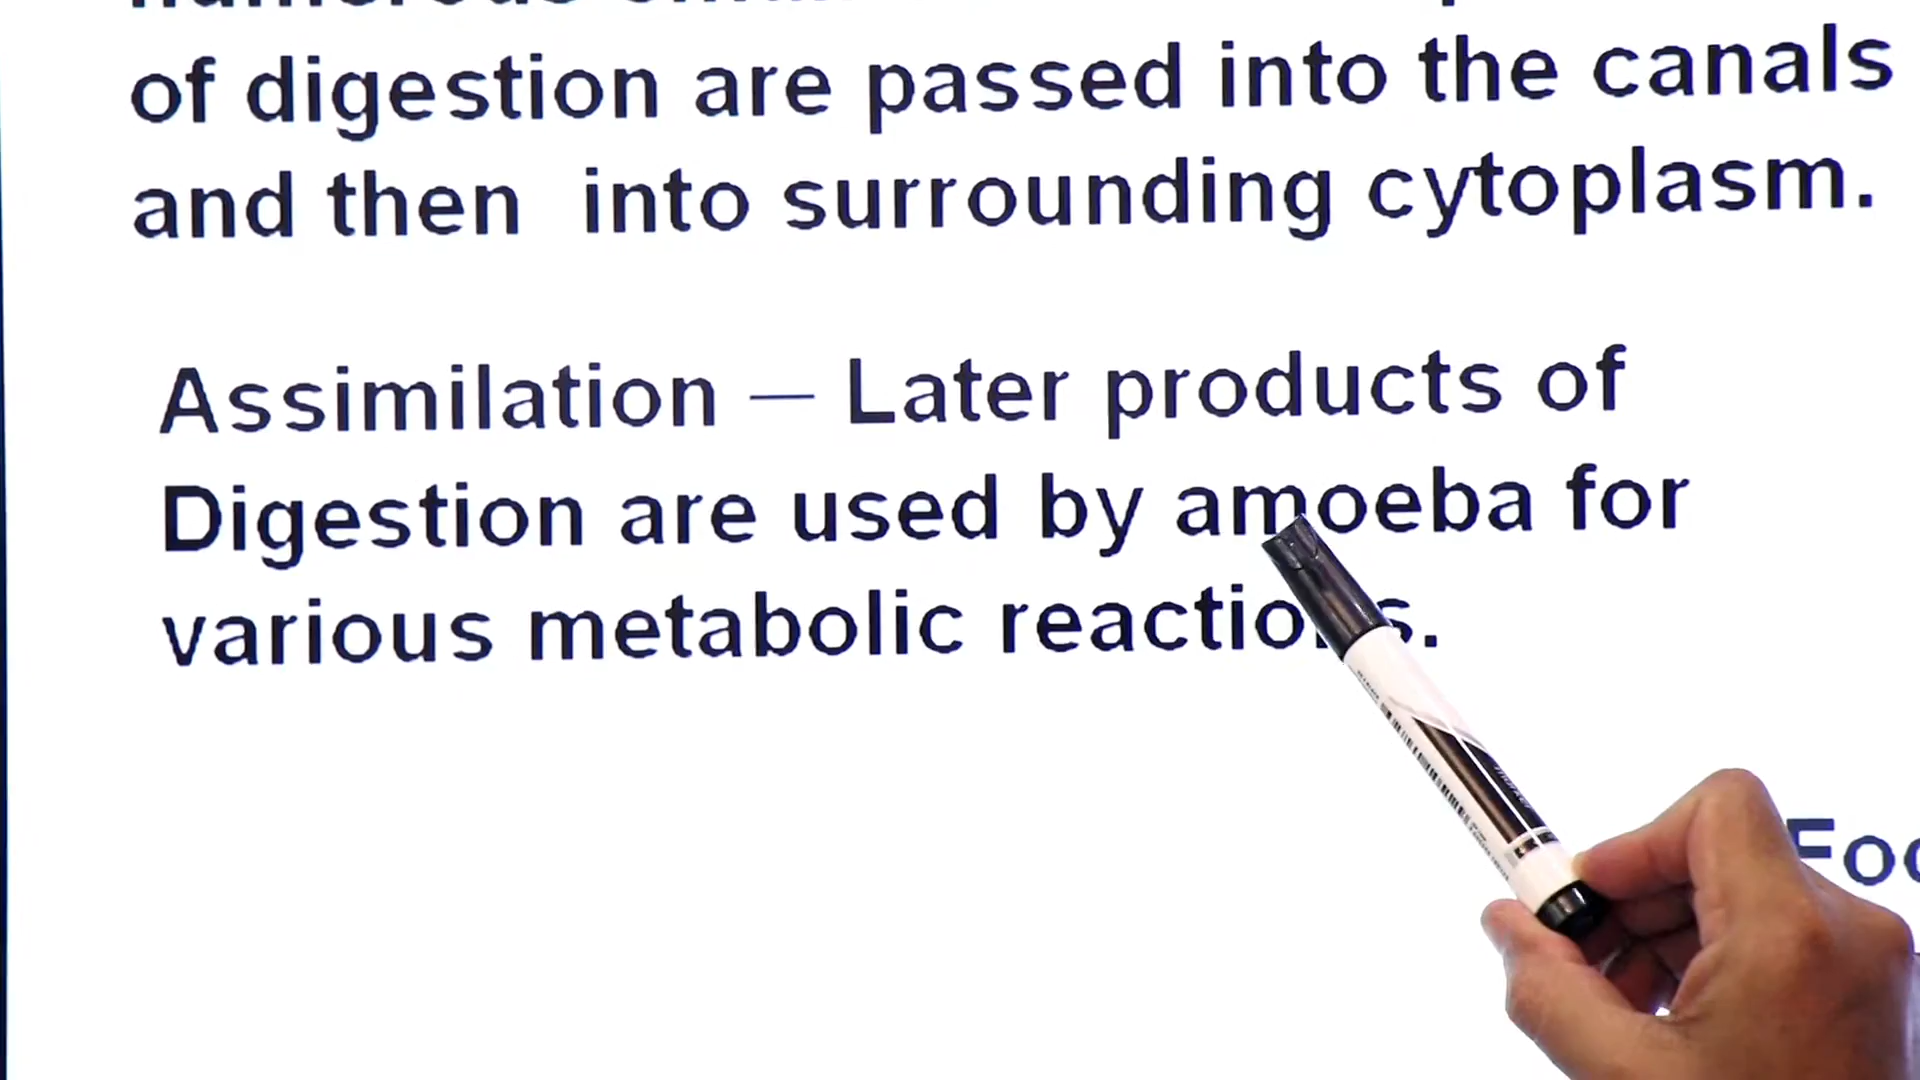 of digestion are passed into the canals
and then into surrounding cytoplasm.
Assimilation — Later products of
Digestion are used by amoeba for
various metabolic reactions.